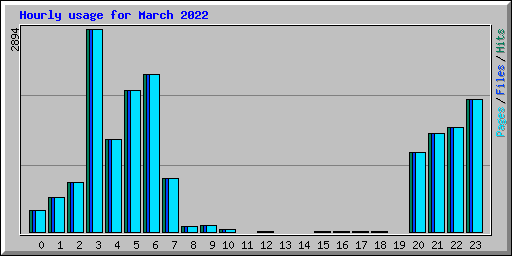 Hourly usage for March 2022
2894
Pages/Files/Hits
0 1 2 3 4 5 6 7 8 9 10 11 12 13 14 15 16 17 18 19 20 21 22 23